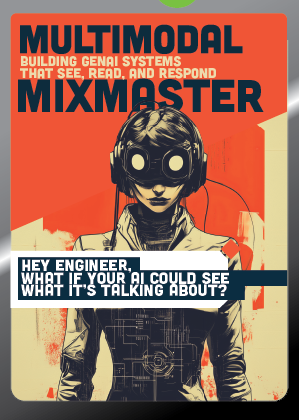 MULTIMODAL
BUILDING GENAI SYSTEMS
THAT SEE, READ, AND RESPOND
MIXMASTER
HEY ENGINEER,
WHAT IF YOUR AI COULD SEE
WHAT IT'S TALKING ABOUT?